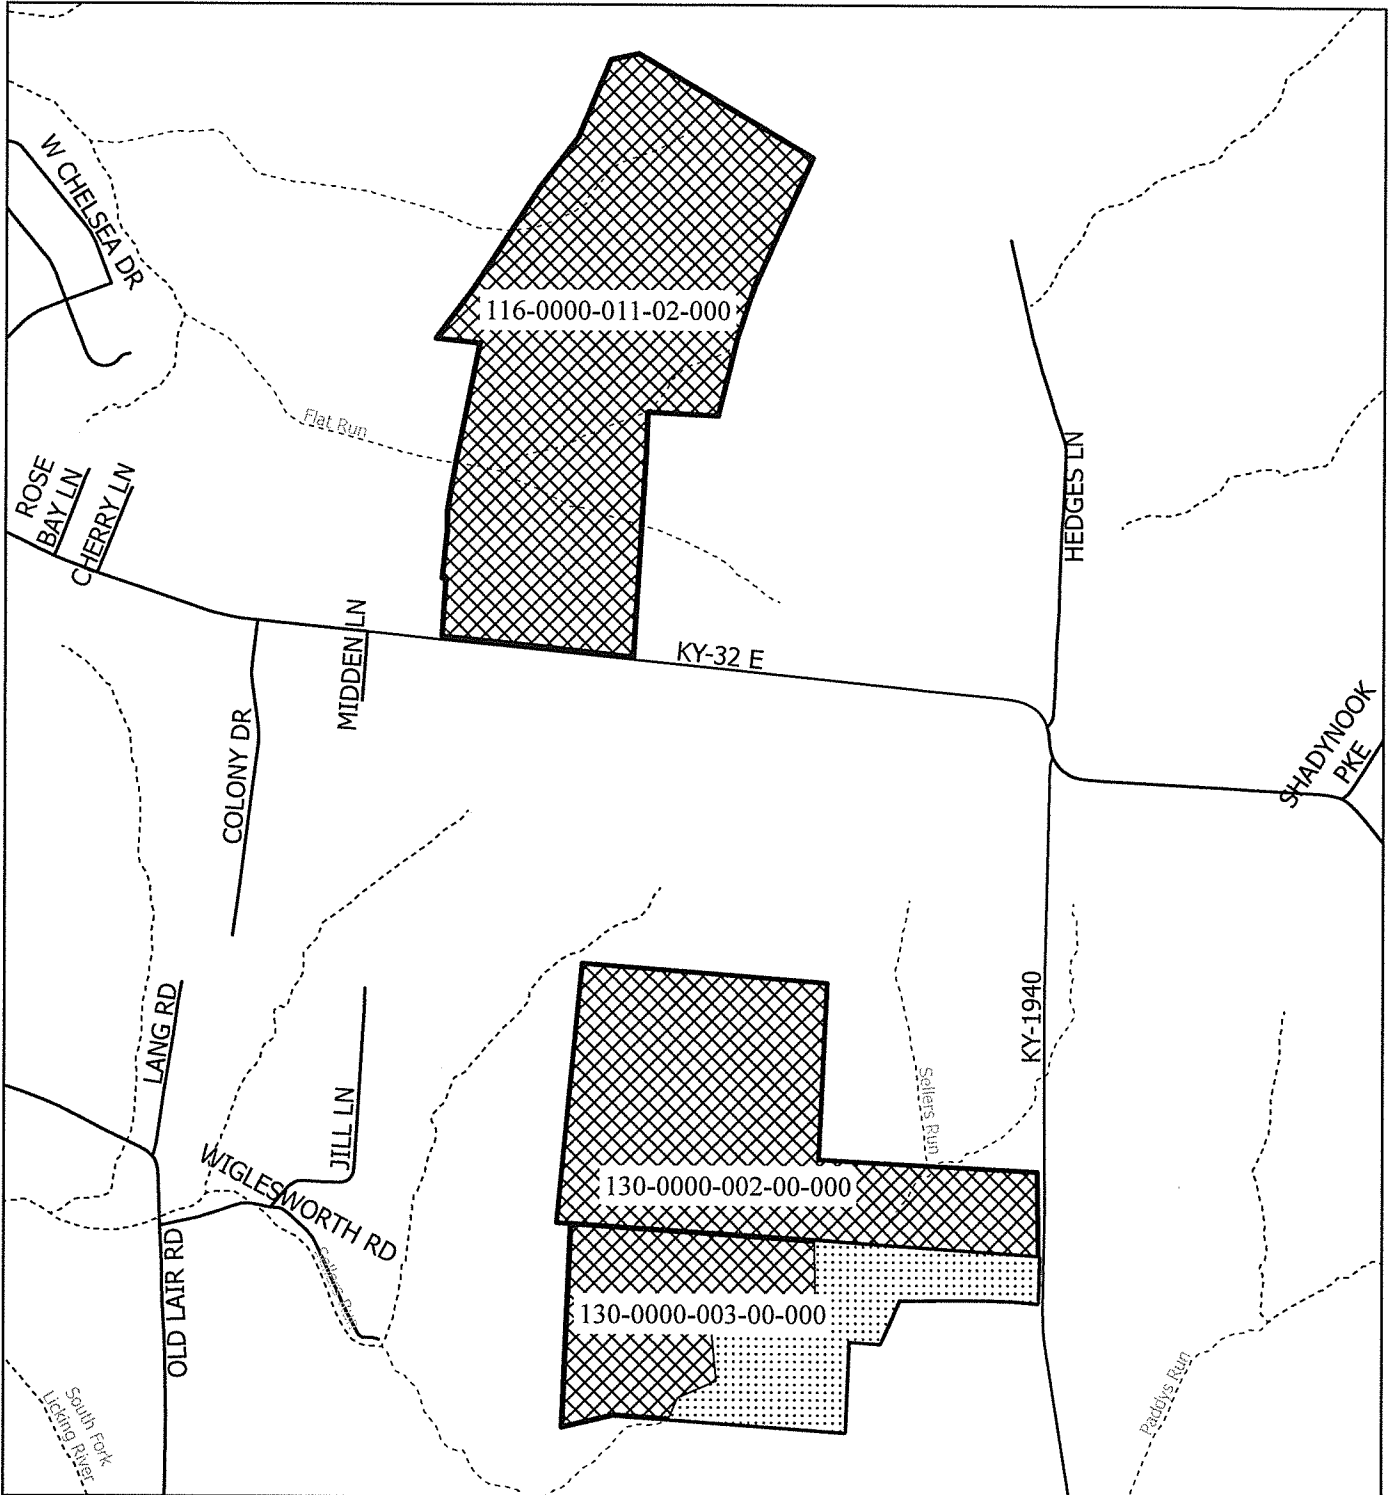 W CHELSEA DR
116-0000-011-02-000
Flat Run
ROSE
BAY LN
CHERRY LN
HEDGES LN
MIDDEN LN
KY-32 E
COLONY DR
SHADYNOOK
PKE
LANG RD
KY-1940
JILL LN
Sellers Run
WIGLESWORTH RD
130-0000-002-00-000
OLD LAIR RD
Sellers Run
130-0000-003-00-000
South Fork
Licking River
Paddys Run